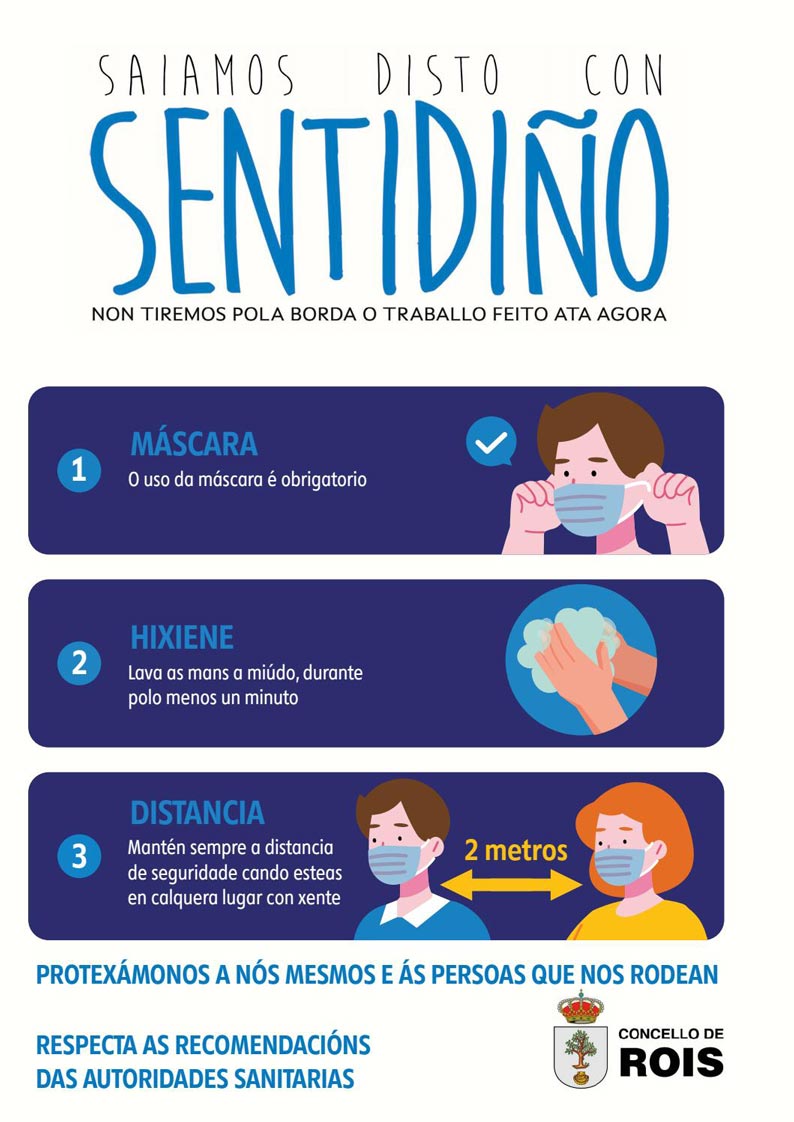 SAIAMOS DISTO CON
SENTIDIÑO
NON TIREMOS POLA BORDA O TRABALLO FEITO ATA AGORA
1
MÁSCARA
O uso da máscara é obrigatorio
2
HIXIENE
Lava as mans a miúdo, durante
polo menos un minuto
3
DISTANCIA
Mantén sempre a distancia
de seguridade cando esteas
en calquera lugar con xente
2 metros
PROTEXÁMONOS A NÓS MESMOS E ÁS PERSOAS QUE NOS RODEAN
RESPECTA AS RECOMENDACIÓNS
DAS AUTORIDADES SANITARIAS
CONCELLO DE
ROIS